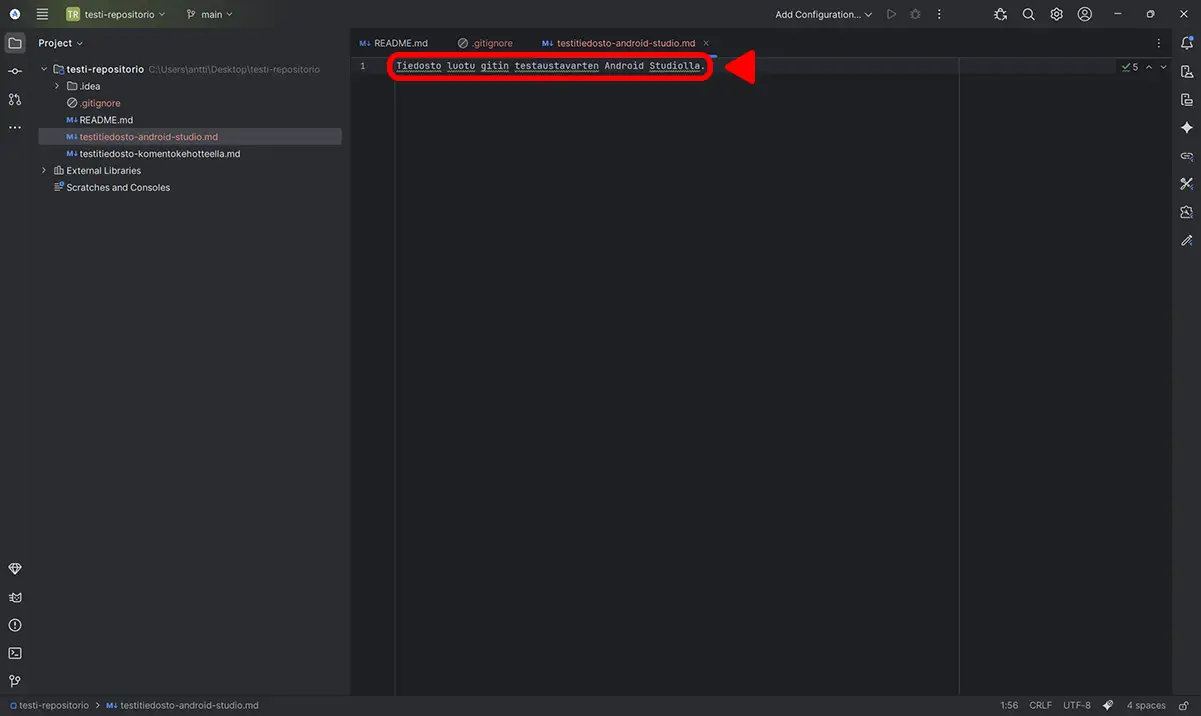 TR testi-repositorio main Add Configuration...
Project
README.md .gitignore testitiedosto-android-studio.md
testi-repositorio C:\Users\antti\Desktop\testi-repositorio
.idea
.gitignore
README.md
testitiedosto-android-studio.md
testitiedosto-komentokehotteella.md
External Libraries
Scratches and Consoles
1 Tiedosto luotu gitin testaustavarten Android Studiolla. 5
testi-repositorio testitiedosto-android-studio.md 1:56 CRLF UTF-8 4 spaces